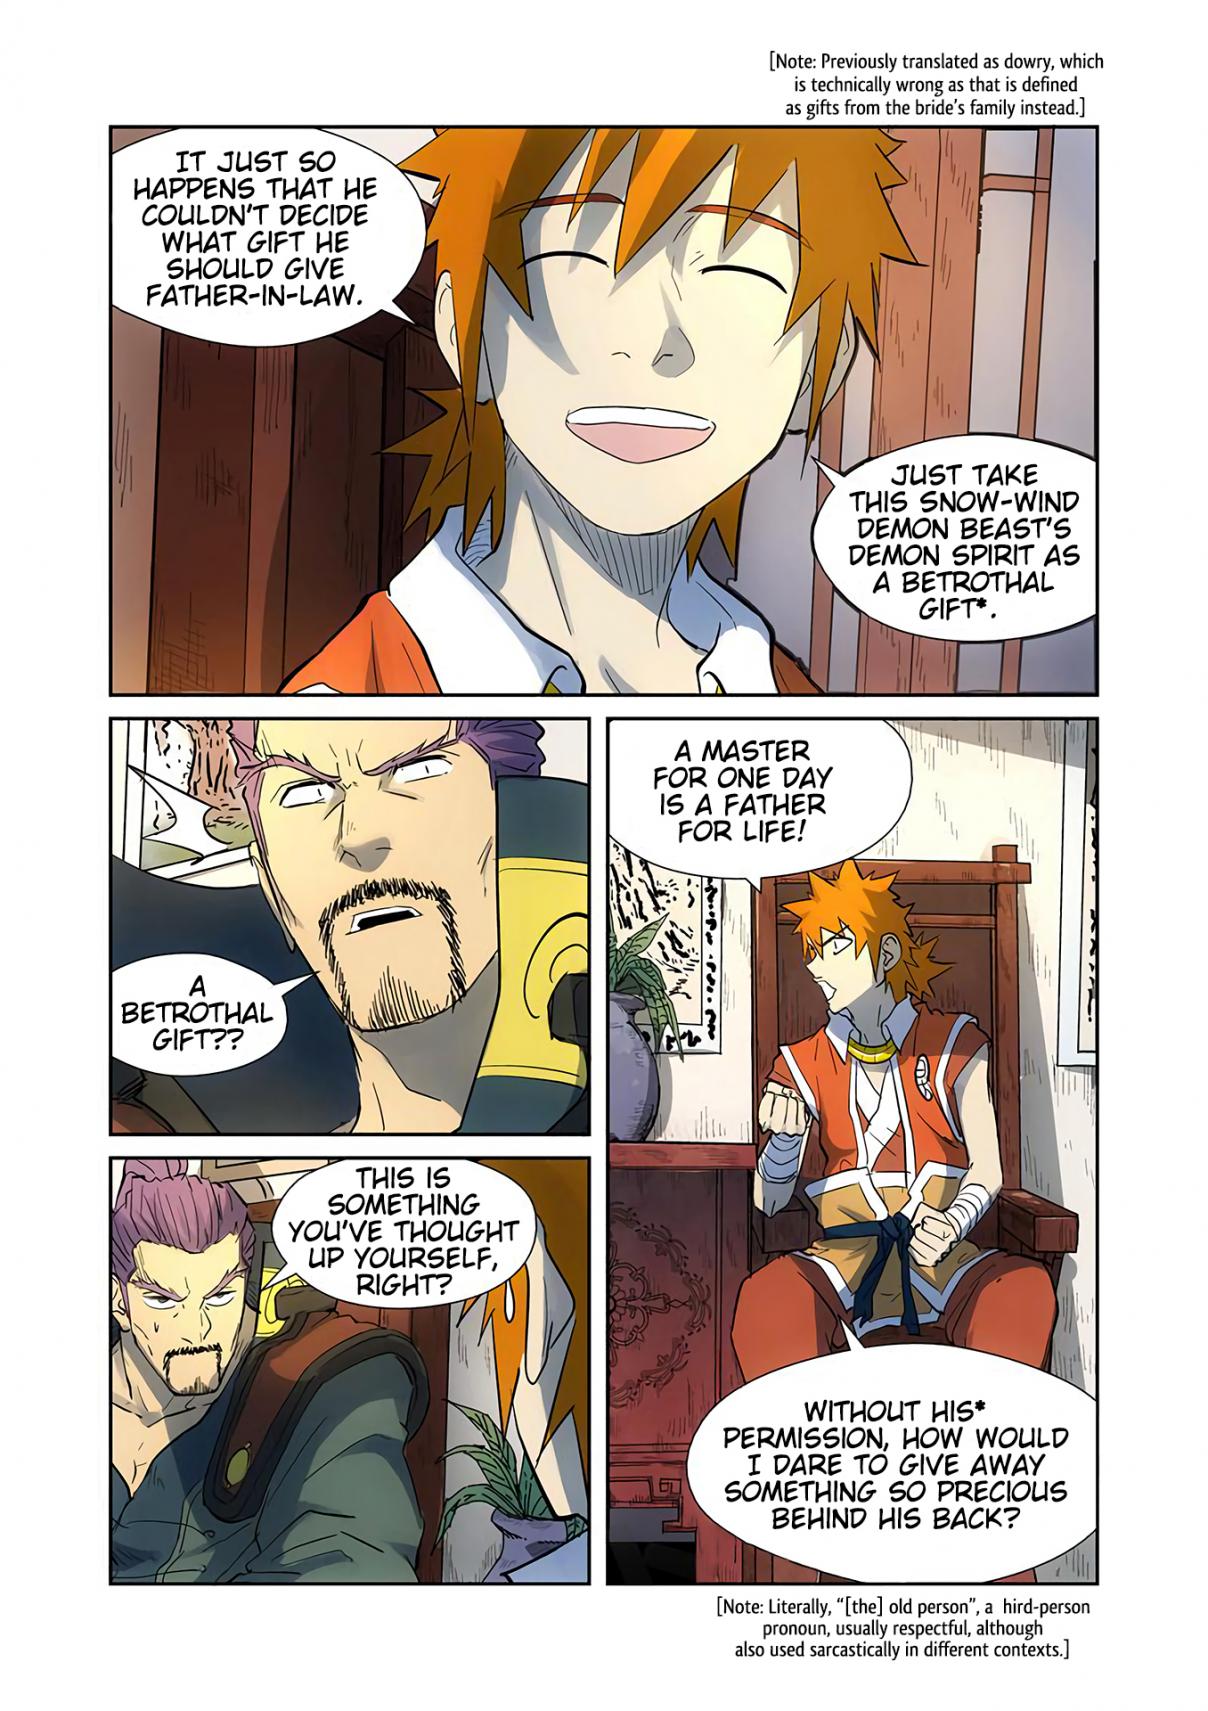 [Note: Previously translated as dowry, which
is technically wrong as that is defined
as gifts from the bride's family instead.]
IT JUST SO
HAPPENS THAT HE
COULDN'T DECIDE
WHAT GIFT HE
SHOULD GIVE
FATHER-IN-LAW.
JUST TAKE
THIS SNOW-WIND
DEMON BEAST'S
DEMON SPIRIT AS
A BETROTHAL
GIFT*.
A
BETROTHAL
GIFT??
A MASTER
FOR ONE DAY
IS A FATHER
FOR LIFE!
THIS IS
SOMETHING
YOU'VE THOUGHT
UP YOURSELF,
RIGHT?
WITHOUT HIS*
PERMISSION, HOW WOULD
I DARE TO GIVE AWAY
SOMETHING SO PRECIOUS
BEHIND HIS BACK?
[Note: Literally, "[the] old person", a hird-person
pronoun, usually respectful, although
also used sarcastically in different contexts.]